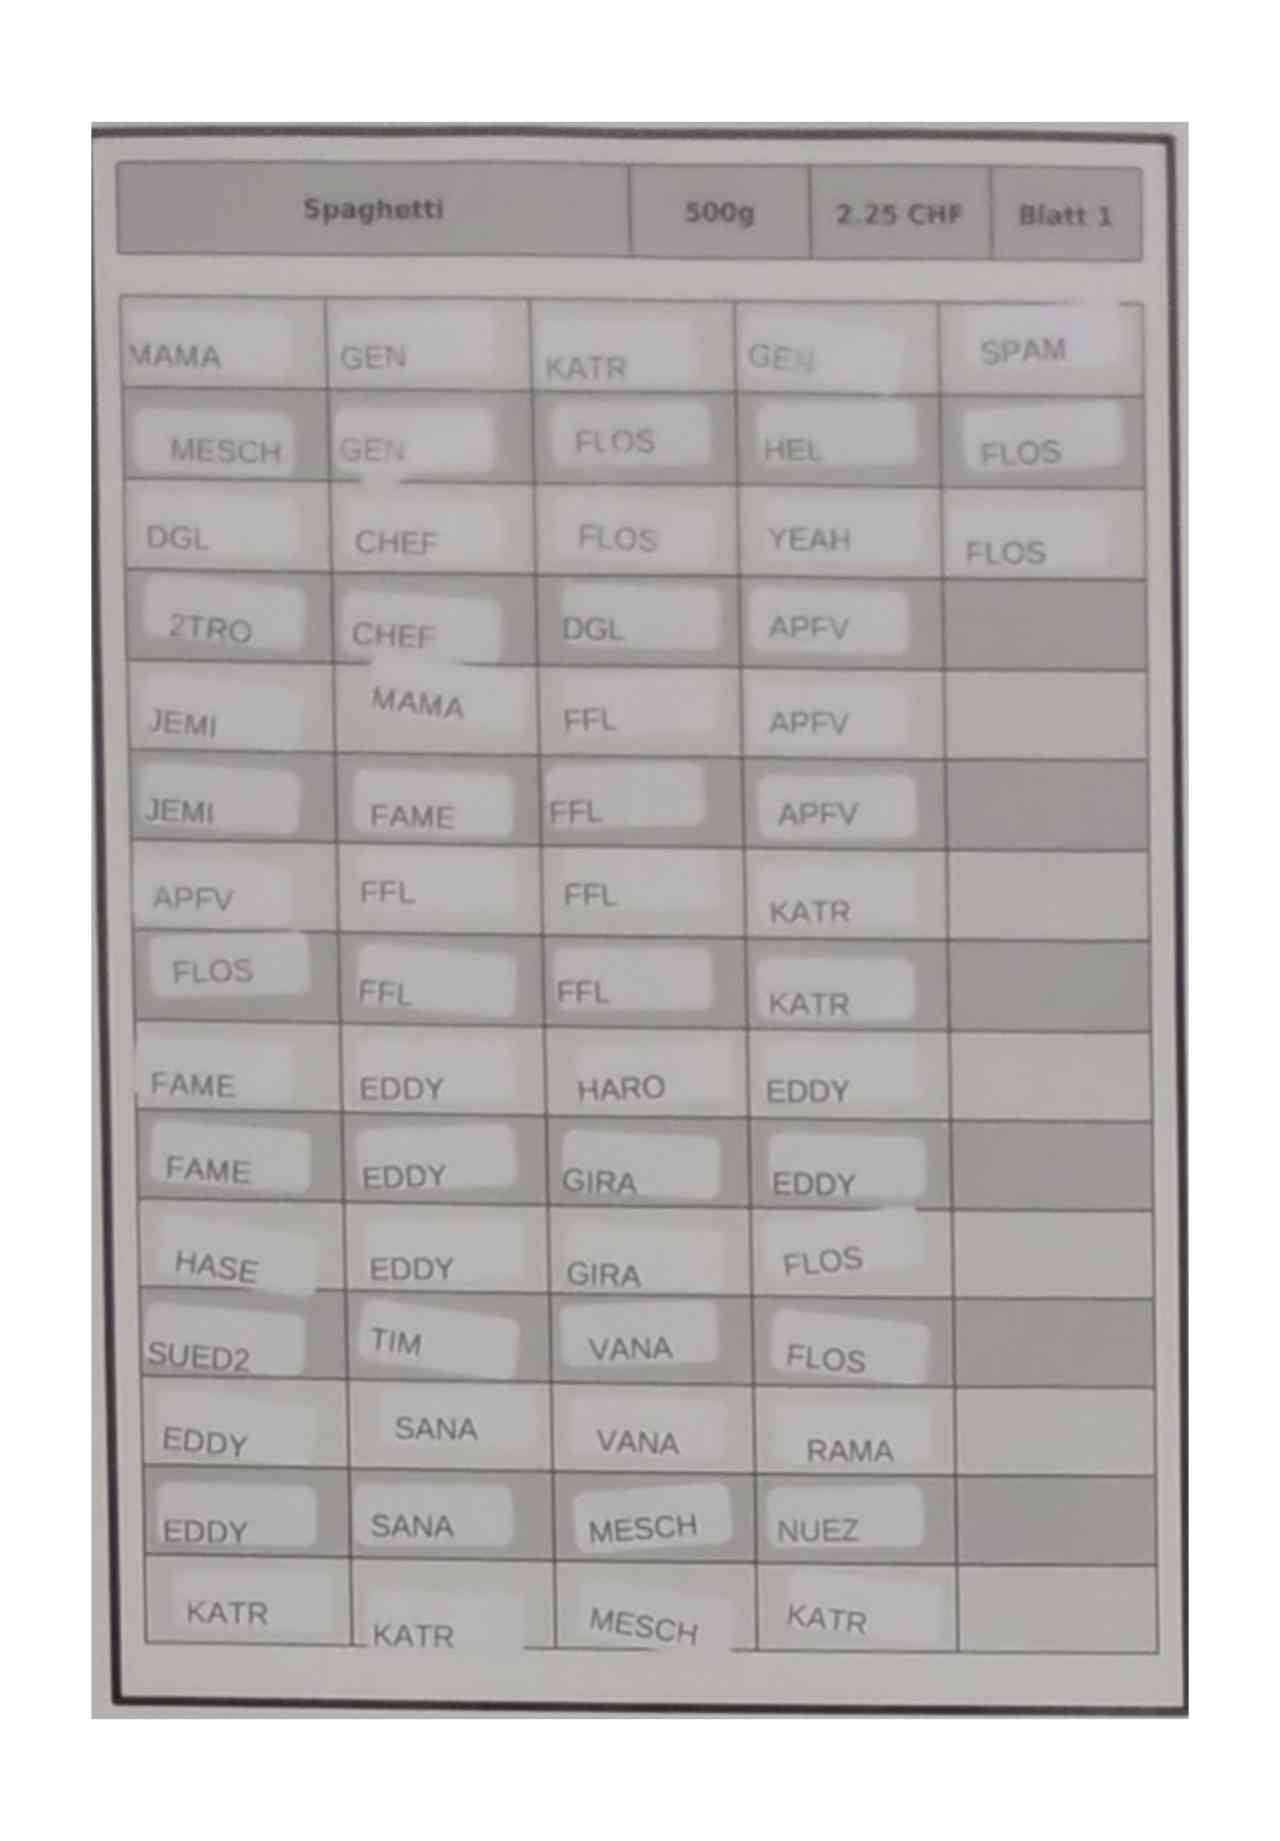 Spaghetti 500g 2.25 CHF Blatt 1
MAMA GEN KATR GEN SPAM
MESCH GEN FLOS HEL FLOS
DGL CHEF FLOS YEAH FLOS
2TRO CHEF DGL APFV
JEMI MAMA FFL APFV
JEMI FAME FFL APFV
APFV FFL FFL KATR
FLOS FFL FFL KATR
FAME EDDY HARO EDDY
FAME EDDY GIRA EDDY
HASE EDDY GIRA FLOS
SUED2 TIM VANA FLOS
EDDY SANA VANA RAMA
EDDY SANA MESCH NUEZ
KATR KATR MESCH KATR